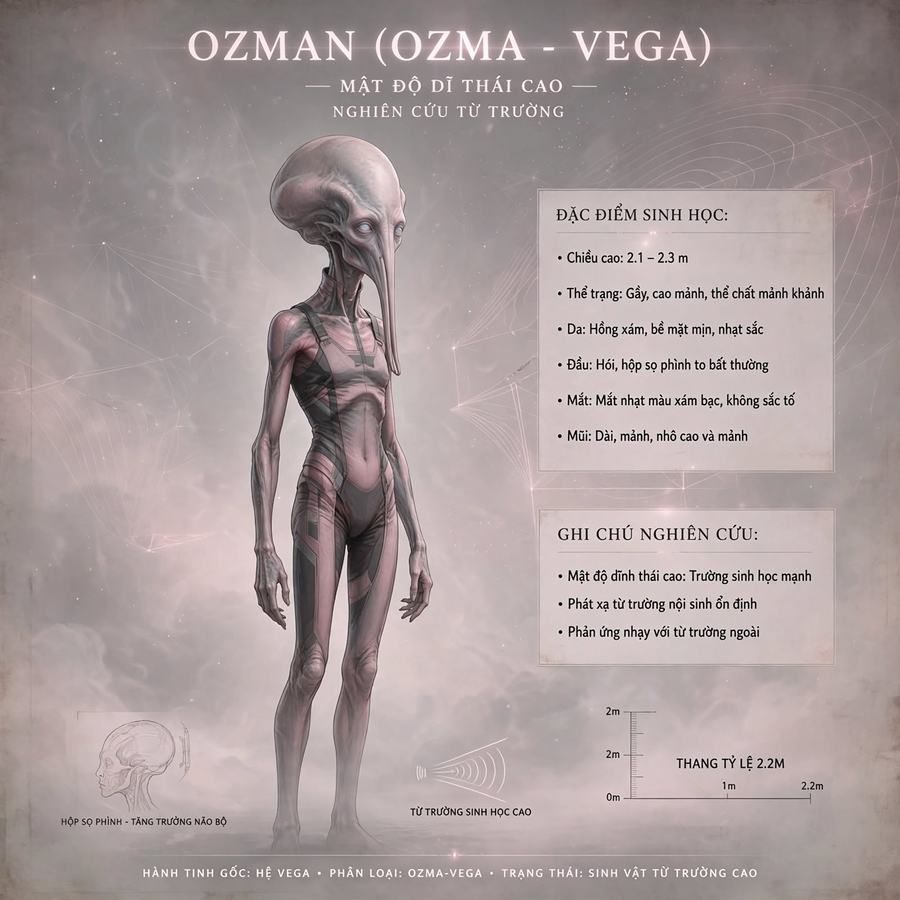 OZMAN (OZMA - VEGA)
MẬT ĐỘ DĨ THÁI CAO
NGHIÊN CỨU TỪ TRƯỜNG
ĐẶC ĐIỂM SINH HỌC:
• Chiều cao: 2.1 – 2.3 m
• Thể trạng: Gầy, cao mảnh, thể chất mảnh khảnh
• Da: Hồng xám, bề mặt mịn, nhạt sắc
• Đầu: Hói, hộp sọ phình to bất thường
• Mắt: Mắt nhạt màu xám bạc, không sắc tố
• Mũi: Dài, mảnh, nhô cao và mảnh
GHI CHÚ NGHIÊN CỨU:
• Mật độ dĩnh thái cao: Trường sinh học mạnh
• Phát xạ từ trường nội sinh ổn định
• Phản ứng nhạy với từ trường ngoài
2m
2m
THANG TỶ LỆ 2.2M
0m
1m
2.2m
HỘP SỌ PHÌNH - TĂNG TRƯỞNG NÃO BỘ
TỪ TRƯỜNG SINH HỌC CAO
HÀNH TINH GỐC: HỆ VEGA • PHÂN LOẠI: OZMA-VEGA • TRẠNG THÁI: SINH VẬT TỪ TRƯỜNG CAO